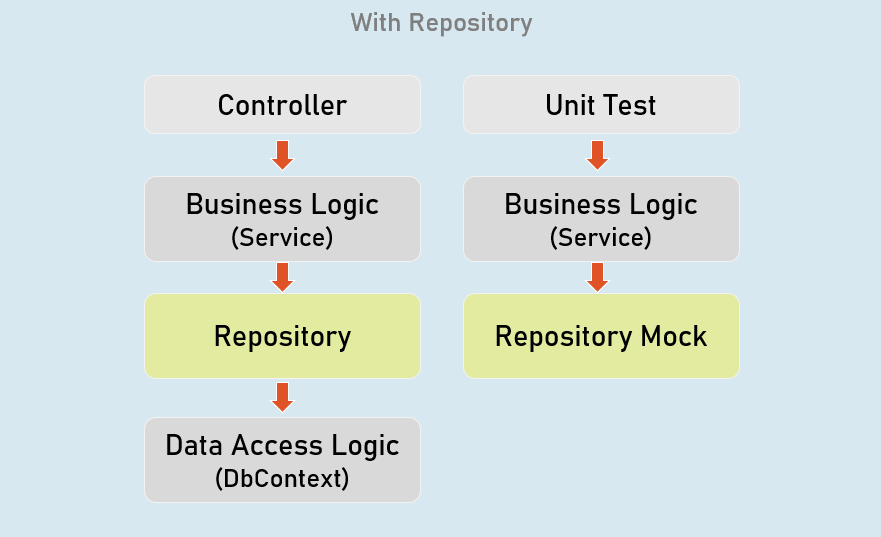 With Repository
Controller
Business Logic
(Service)
Repository
Data Access Logic
(DbContext)
Unit Test
Business Logic
(Service)
Repository Mock